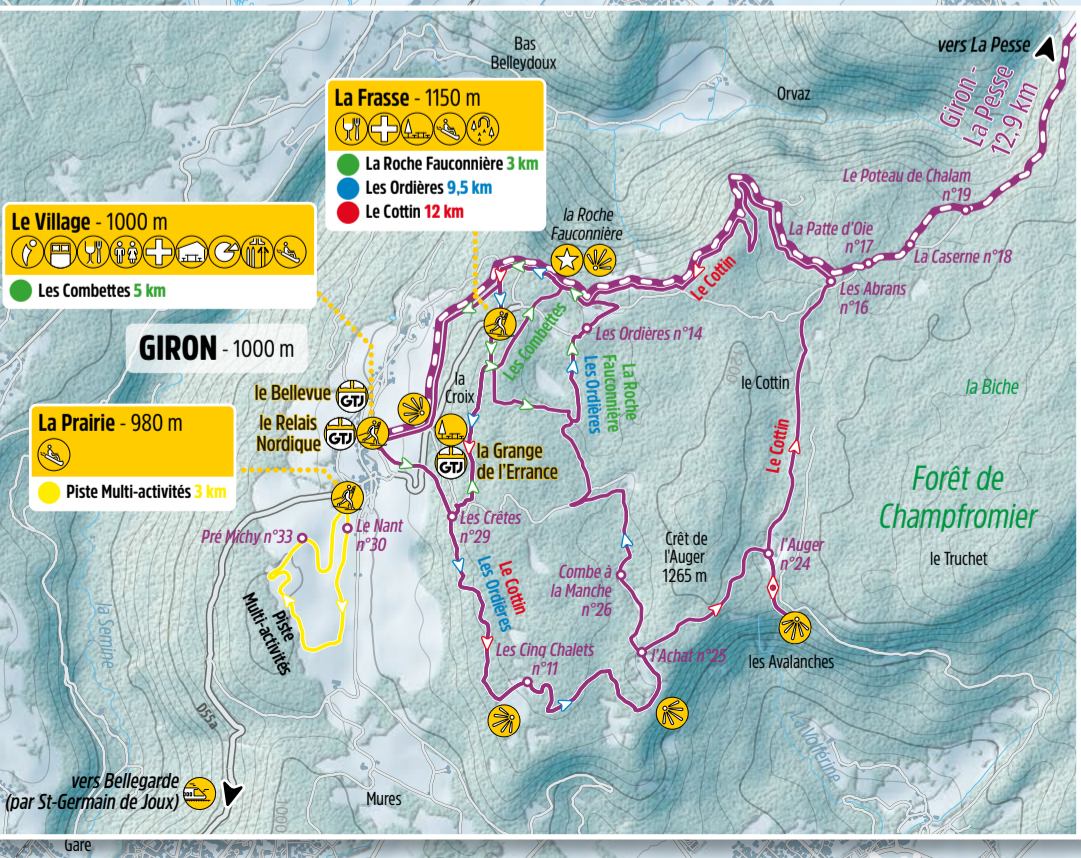 Bas
Belleydoux
vers La Pesse
Orvaz
Giron -
La Pesse
12,9 km
La Frasse - 1150 m
La Roche Fauconnière 3 km
Les Ordières 9,5 km
Le Cottin 12 km
Le Poteau de Chalam
n°19
Le Village - 1000 m
Les Combettes 5 km
la Roche
Fauconnière
La Patte d'Oie
n°17
La Caserne n°18
Le Cottin
Les Abrans
n°16
GIRON - 1000 m
Les Combettes
Les Ordières n°14
La Roche
Fauconnière
Les Ordières
le Bellevue
GTJ
le Relais
Nordique
GTJ
la
Croix
le Cottin
la Biche
La Prairie - 980 m
Piste Multi-activités 3 km
GTJ
la Grange
de l'Errance
Le Cottin
Forêt de
Champfromier
Les Crêtes
n°29
Pré Michy n°33
Le Nant
n°30
Crêt de
l'Auger
1265 m
l'Auger
n°24
le Truchet
Le Cottin
Les Ordières
Combe à
la Manche
n°26
Piste
Multi-activités
la Semine
Les Cinq Chalets
n°11
l'Achat n°25
les Avalanches
D55a
la Volférine
vers Bellegarde
(par St-Germain de Joux)
Mures
1000
Gare